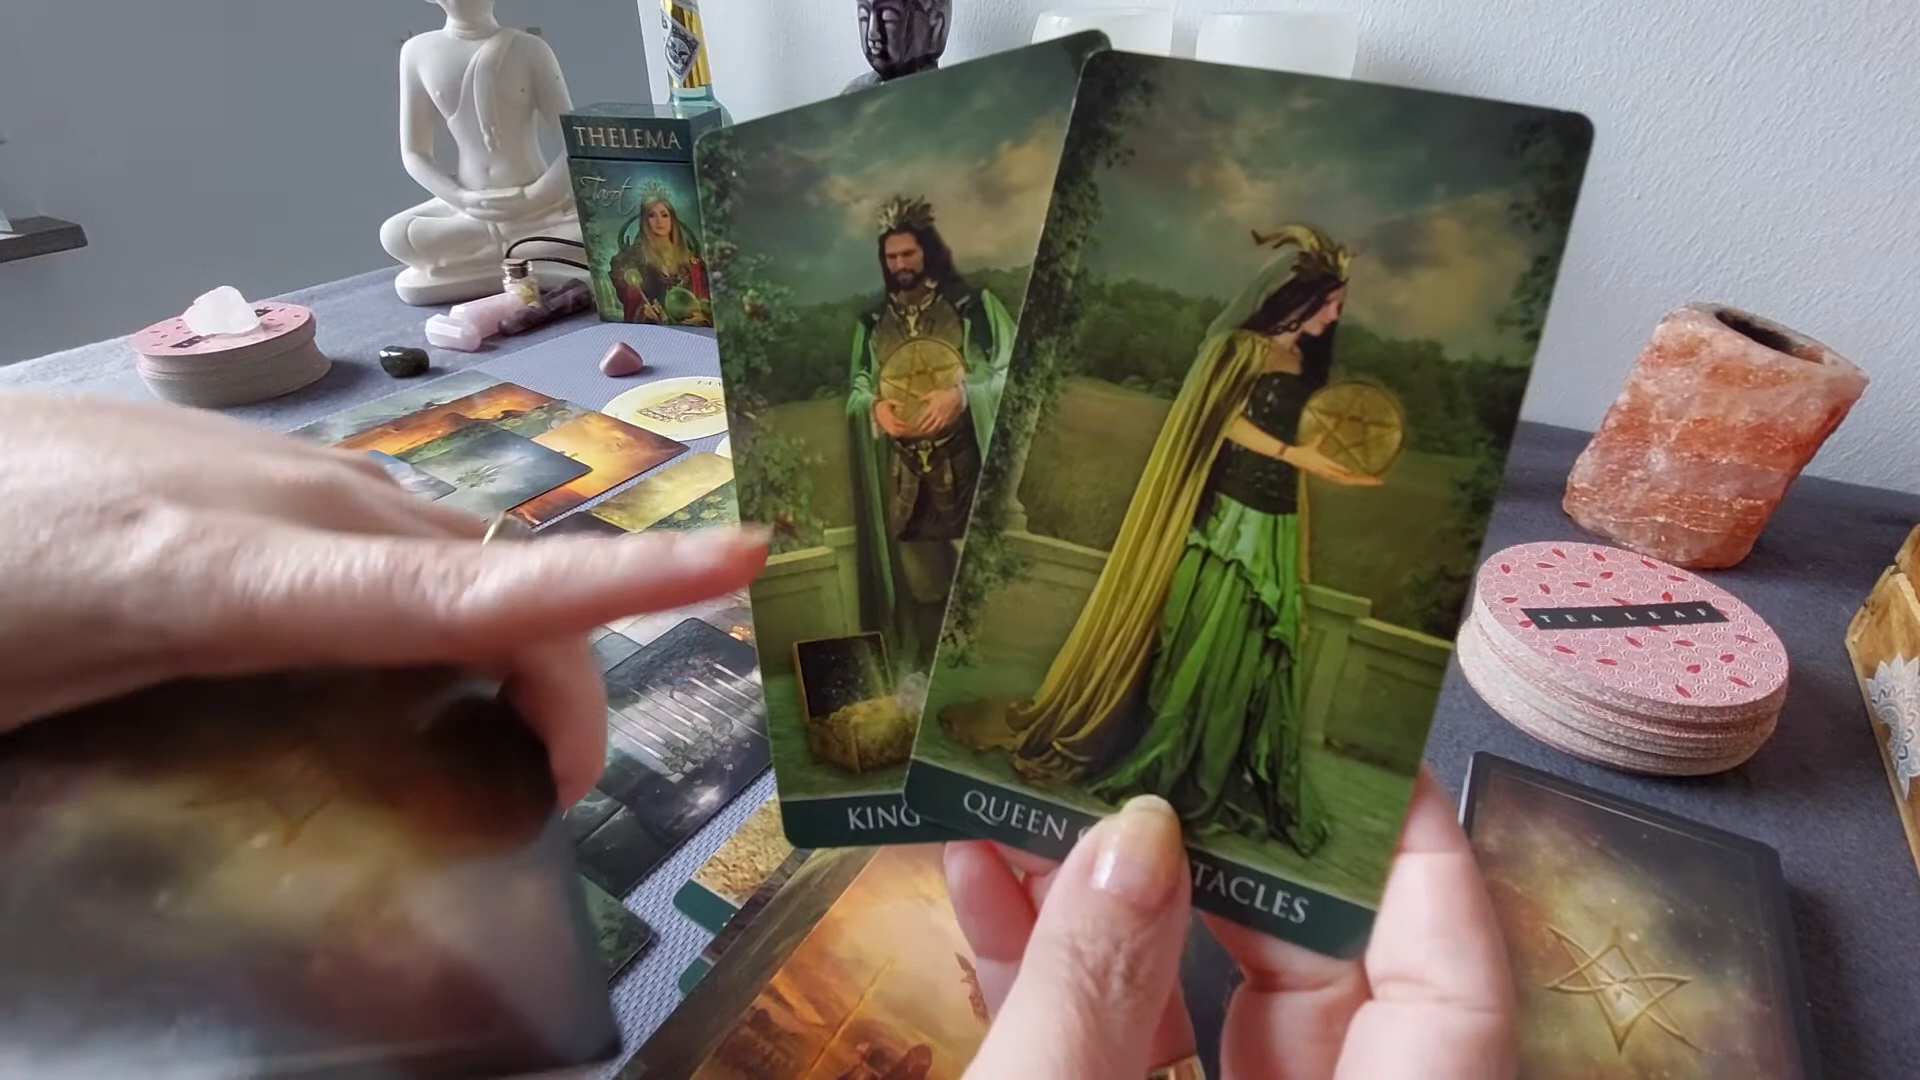 THELEMA
Tarot
KING
QUEEN
TACLES
TEA LEAF